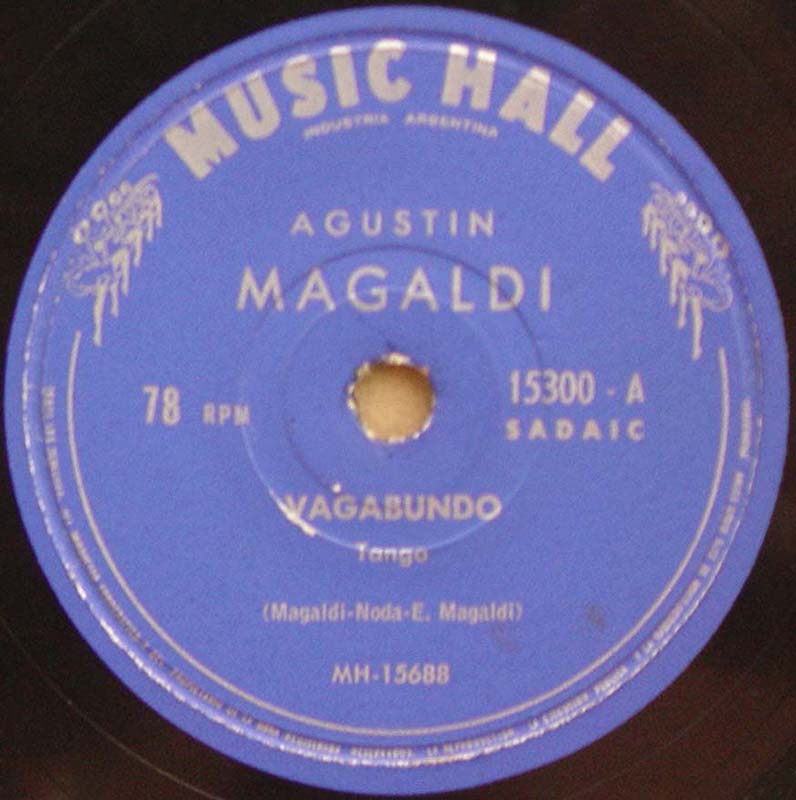 MUSIC HALL
INDUSTRIA ARGENTINA
AGUSTIN
MAGALDI
78 RPM
15300 - A
SADAIC
VAGABUNDO
Tango
(Magaldi-Noda-E. Magaldi)
MH-15688